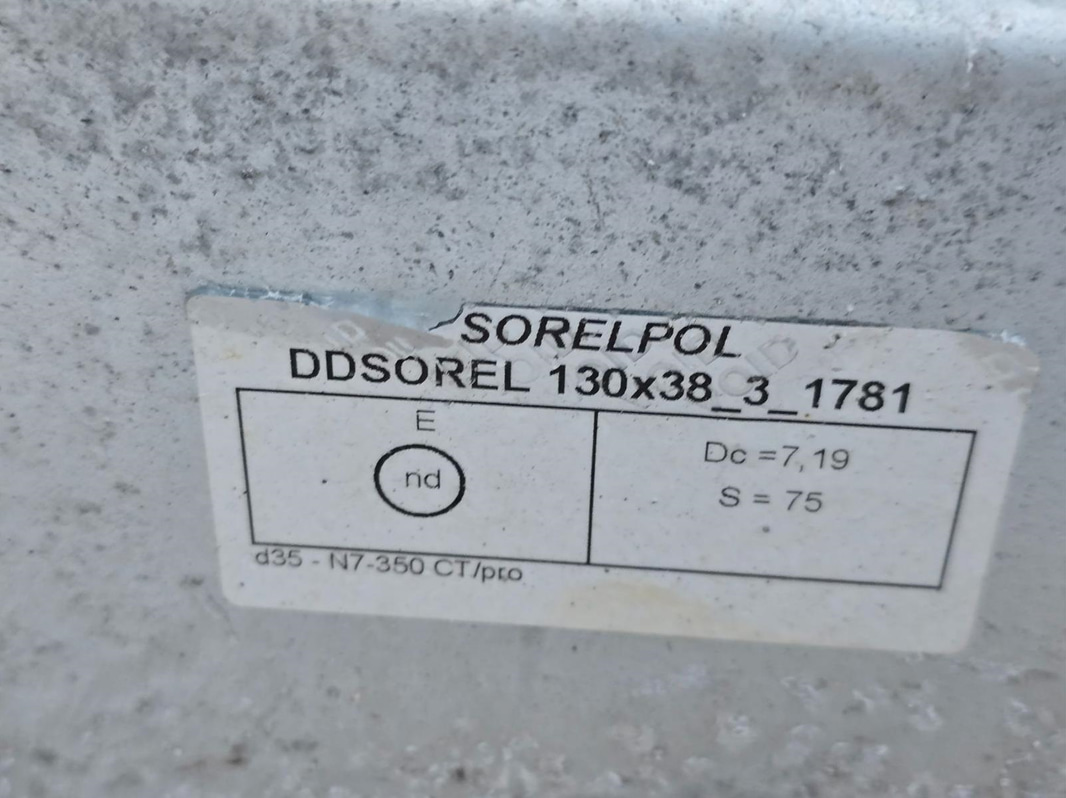 SORELPOL
DDSOREL 130x38_3_1781
E
nd
Dc =7,19
S = 75
d35 - N7-350 CT/pro